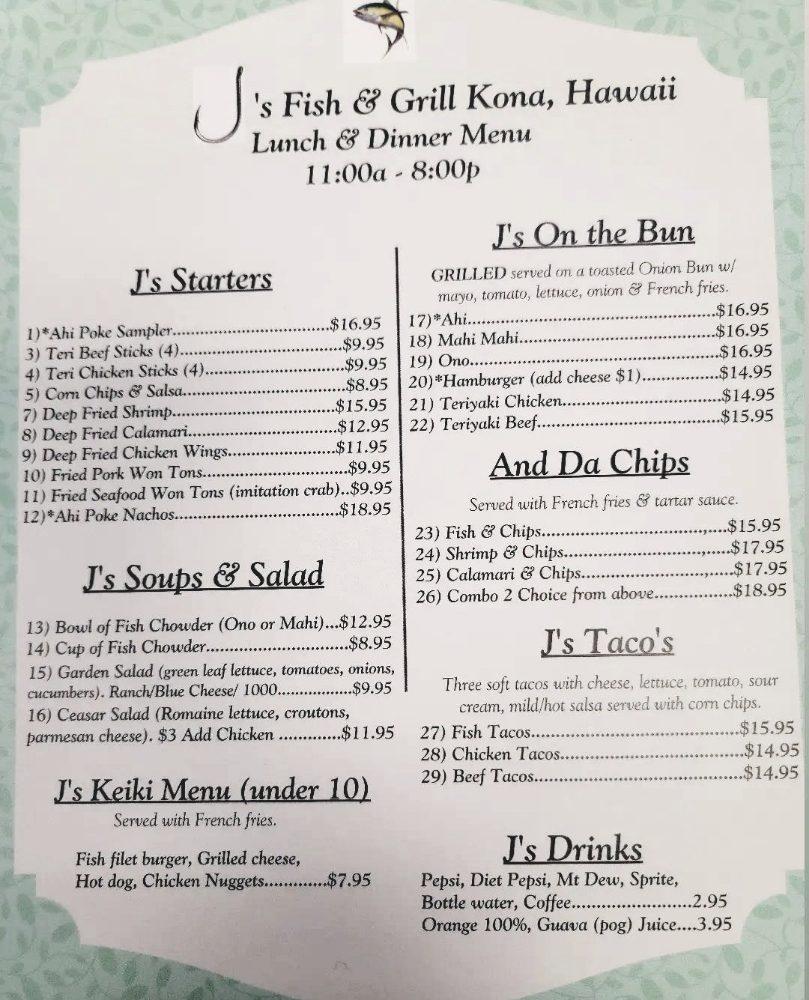 J's Fish & Grill Kona, Hawaii
Lunch & Dinner Menu
11:00a - 8:00p
J's Starters
1)*Ahi Poke Sampler.................................$16.95
3) Teri Beef Sticks (4)..................................$9.95
4) Teri Chicken Sticks (4).............................$9.95
5) Corn Chips & Salsa..................................$8.95
7) Deep Fried Shrimp..................................$15.95
8) Deep Fried Calamari...............................$12.95
9) Deep Fried Chicken Wings.......................$11.95
10) Fried Pork Won Tons..............................$9.95
11) Fried Seafood Won Tons (imitation crab)..$9.95
12)*Ahi Poke Nachos..................................$18.95
J's Soups & Salad
13) Bowl of Fish Chowder (Ono or Mahi)...$12.95
14) Cup of Fish Chowder..............................$8.95
15) Garden Salad (green leaf lettuce, tomatoes, onions,
cucumbers). Ranch/Blue Cheese/ 1000................$9.95
16) Ceasar Salad (Romaine lettuce, croutons,
parmesan cheese). $3 Add Chicken .............$11.95
J's Keiki Menu (under 10)
Served with French fries.
Fish filet burger, Grilled cheese,
Hot dog, Chicken Nuggets.............$7.95
J's On the Bun
GRILLED served on a toasted Onion Bun w/
mayo, tomato, lettuce, onion & French fries.
17)*Ahi....................................................$16.95
18) Mahi Mahi..........................................$16.95
19) Ono....................................................$16.95
20)*Hamburger (add cheese $1)................$14.95
21) Teriyaki Chicken.................................$14.95
22) Teriyaki Beef......................................$15.95
And Da Chips
Served with French fries & tartar sauce.
23) Fish & Chips..................................,....$15.95
24) Shrimp & Chips.............................,.....$17.95
25) Calamari & Chips..........................,.....$17.95
26) Combo 2 Choice from above.................$18.95
J's Taco's
Three soft tacos with cheese, lettuce, tomato, sour
cream, mild/hot salsa served with corn chips.
27) Fish Tacos............................................$15.95
28) Chicken Tacos......................................$14.95
29) Beef Tacos............................................$14.95
J's Drinks
Pepsi, Diet Pepsi, Mt Dew, Sprite,
Bottle water, Coffee.........................2.95
Orange 100%, Guava (pog) Juice....3.95